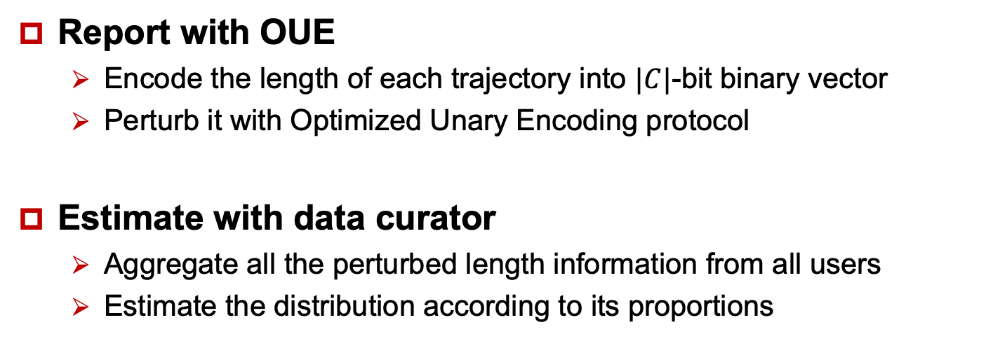 Report with OUE
Encode the length of each trajectory into |C|-bit binary vector
Perturb it with Optimized Unary Encoding protocol
Estimate with data curator
Aggregate all the perturbed length information from all users
Estimate the distribution according to its proportions